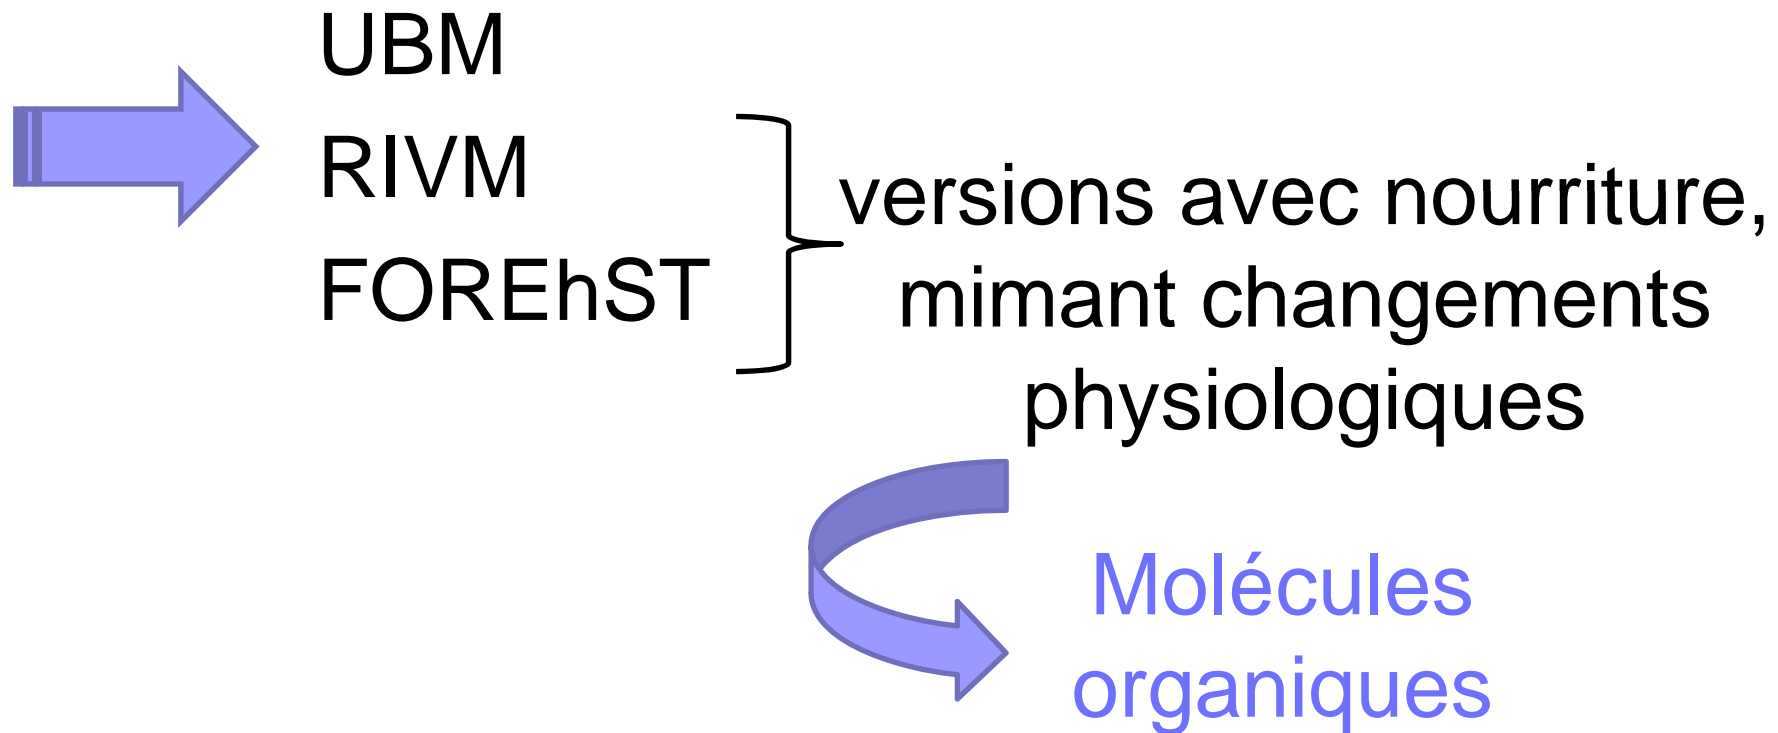 UBM
RIVM
FOREhST
versions avec nourriture,
mimant changements
physiologiques
Molécules
organiques